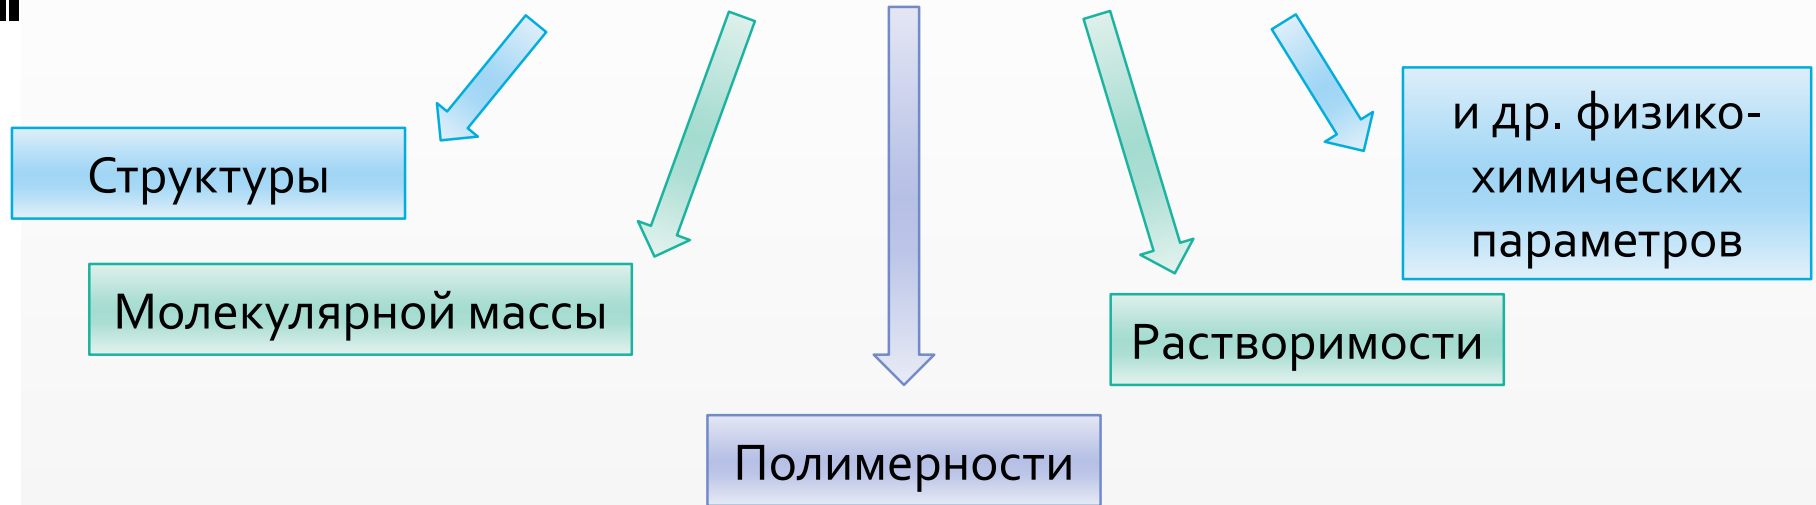 Структуры
Молекулярной массы
Полимерности
Растворимости
и др. физико-
химических
параметров